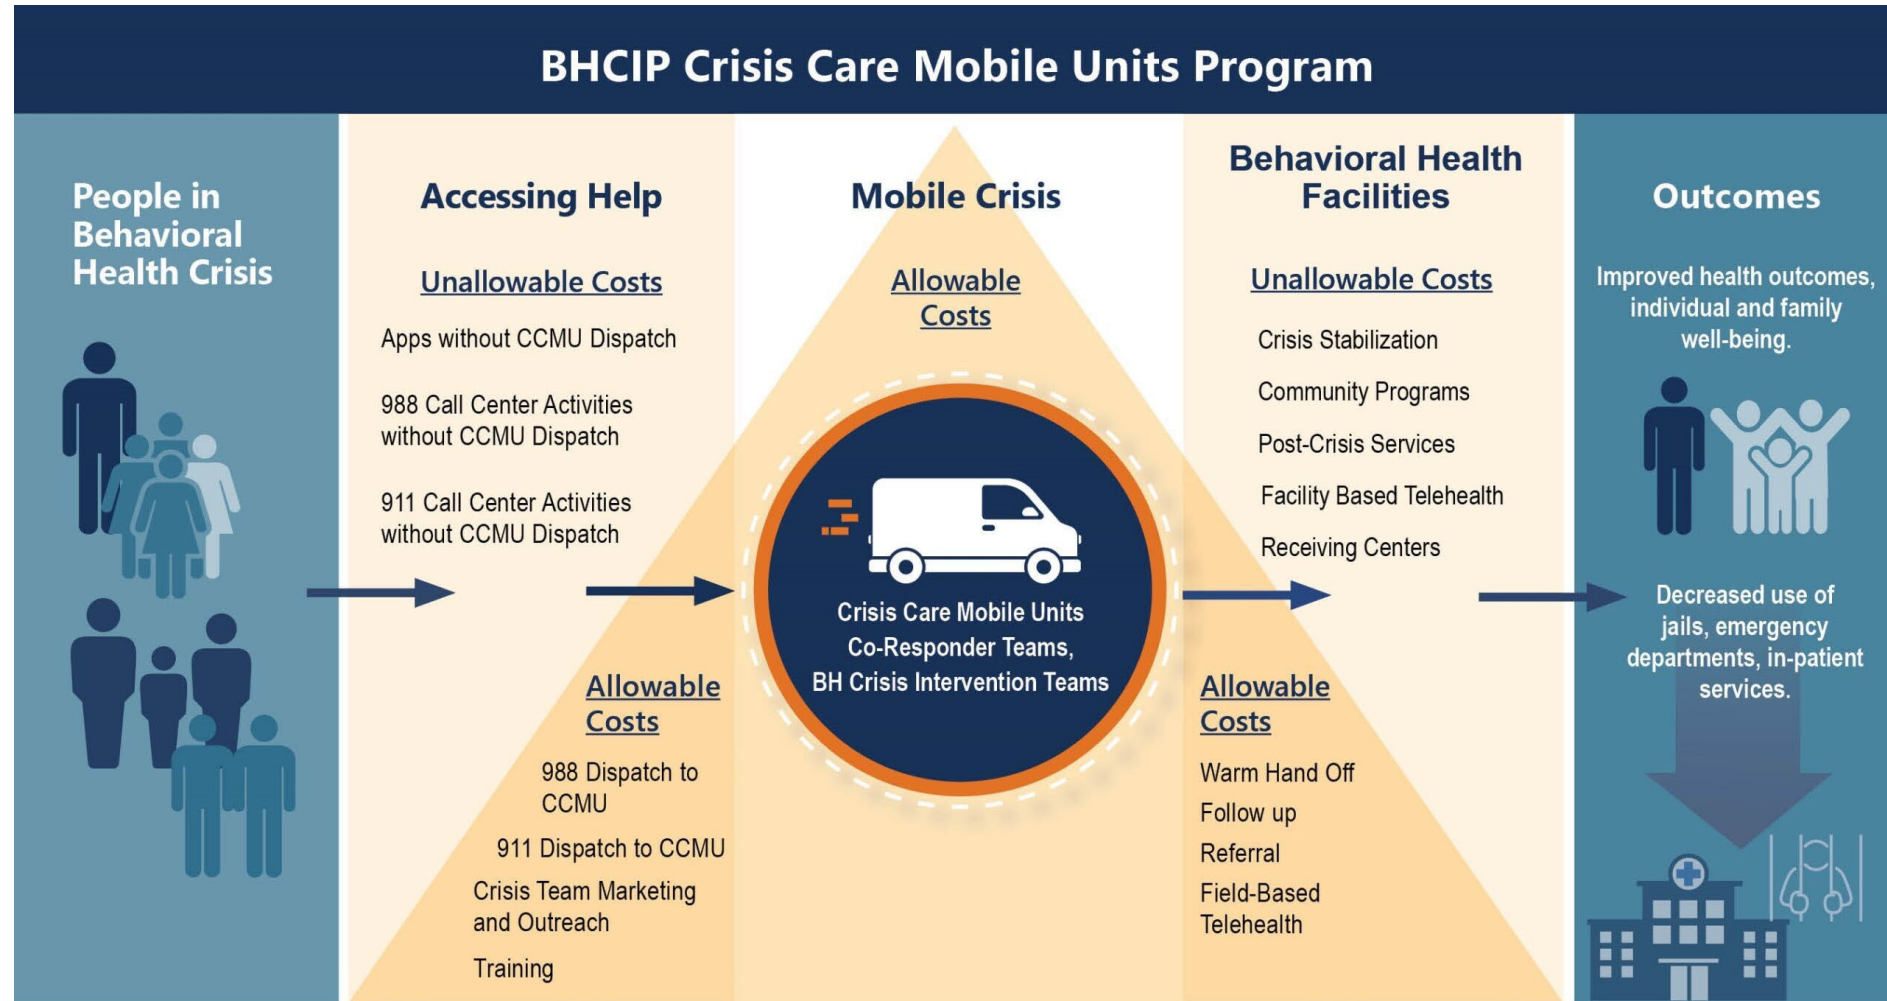 BHCIP Crisis Care Mobile Units Program
People in
Behavioral
Health Crisis
Accessing Help
Unallowable Costs
Apps without CCMU Dispatch
988 Call Center Activities
without CCMU Dispatch
911 Call Center Activities
without CCMU Dispatch
Allowable
Costs
988 Dispatch to
CCMU
911 Dispatch to CCMU
Crisis Team Marketing
and Outreach
Training
Mobile Crisis
Allowable
Costs
Crisis Care Mobile Units
Co-Responder Teams,
BH Crisis Intervention Teams
Behavioral Health
Facilities
Unallowable Costs
Crisis Stabilization
Community Programs
Post-Crisis Services
Facility Based Telehealth
Receiving Centers
Allowable
Costs
Warm Hand Off
Follow up
Referral
Field-Based
Telehealth
Outcomes
Improved health outcomes,
individual and family
well-being.
Decreased use of
jails, emergency
departments, in-patient
services.